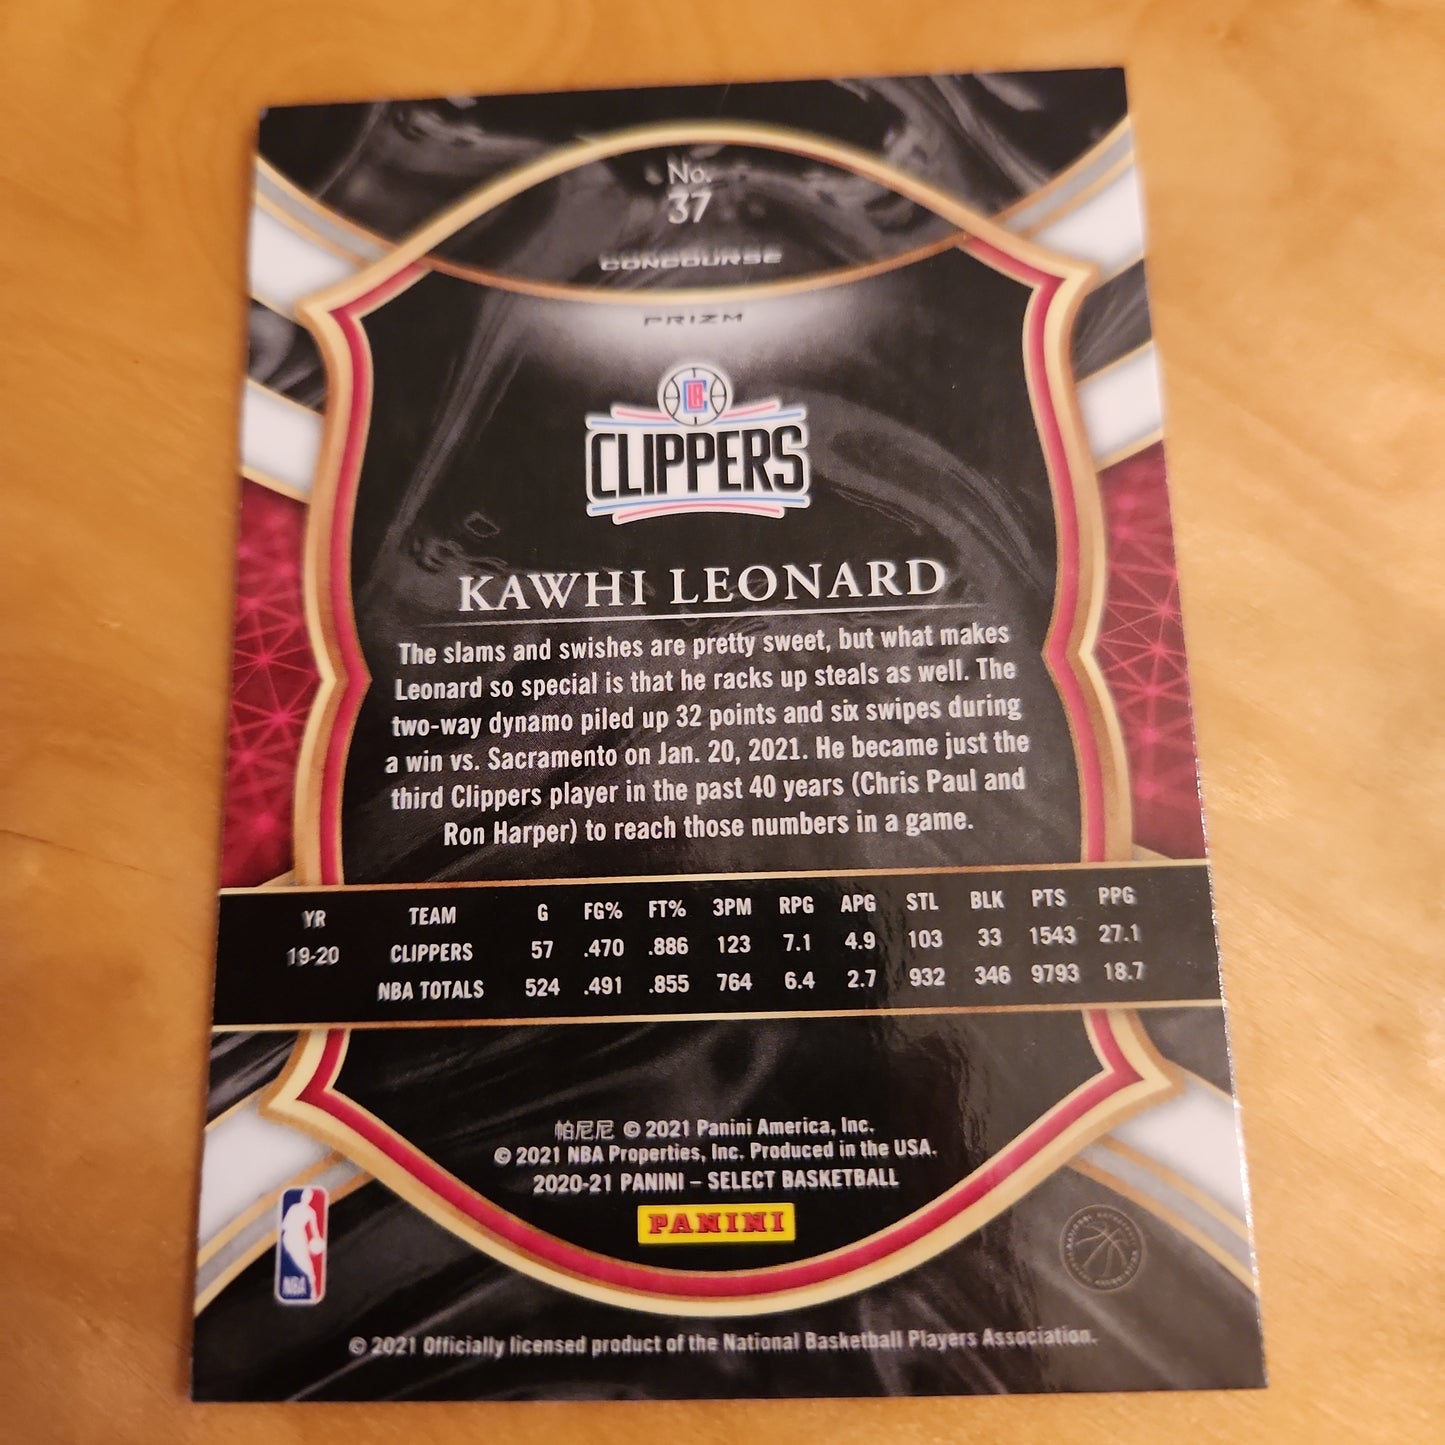 No.
37
CONCOURSE
PRIZM
CLIPPERS
KAWHI LEONARD
The slams and swishes are pretty sweet, but what makes
Leonard so special is that he racks up steals as well. The
two-way dynamo piled up 32 points and six swipes during
a win vs. Sacramento on Jan. 20, 2021. He became just the
third Clippers player in the past 40 years (Chris Paul and
Ron Harper) to reach those numbers in a game.
YR TEAM G FG% FT% 3PM RPG APG STL BLK PTS PPG
19-20 CLIPPERS 57 .470 .886 123 7.1 4.9 103 33 1543 27.1
NBA TOTALS 524 .491 .855 764 6.4 2.7 932 346 9793 18.7
帕尼尼 © 2021 Panini America, Inc.
© 2021 NBA Properties, Inc. Produced in the USA.
2020-21 PANINI – SELECT BASKETBALL
PANINI
NBA
© 2021 Officially licensed product of the National Basketball Players Association.